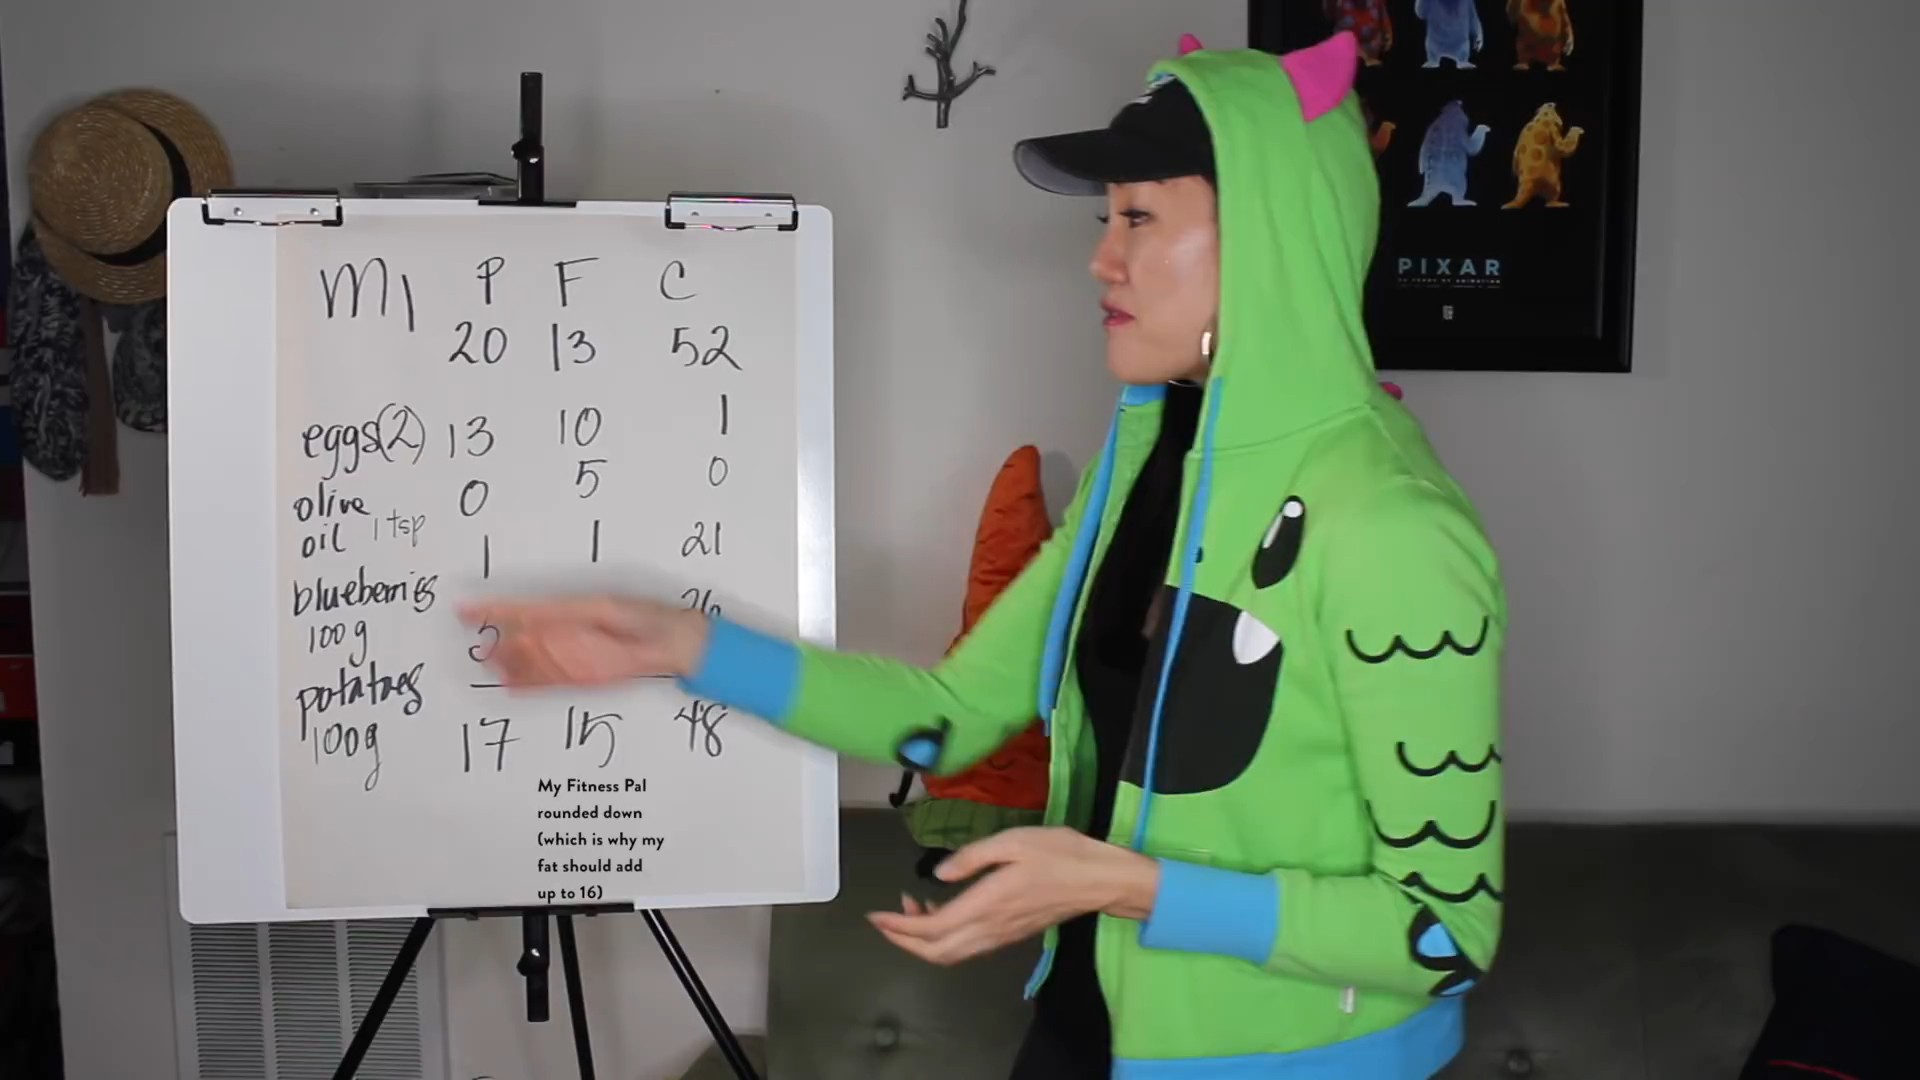 M1 P F C
20 13 52
eggs(2) 13 10 1
olive 0 5 0
oil 1 tsp
1 1 21
blueberries
100g 3 26
potatoes
100g 17 15 48
My Fitness Pal
rounded down
(which is why my
fat should add
up to 16)
PIXAR